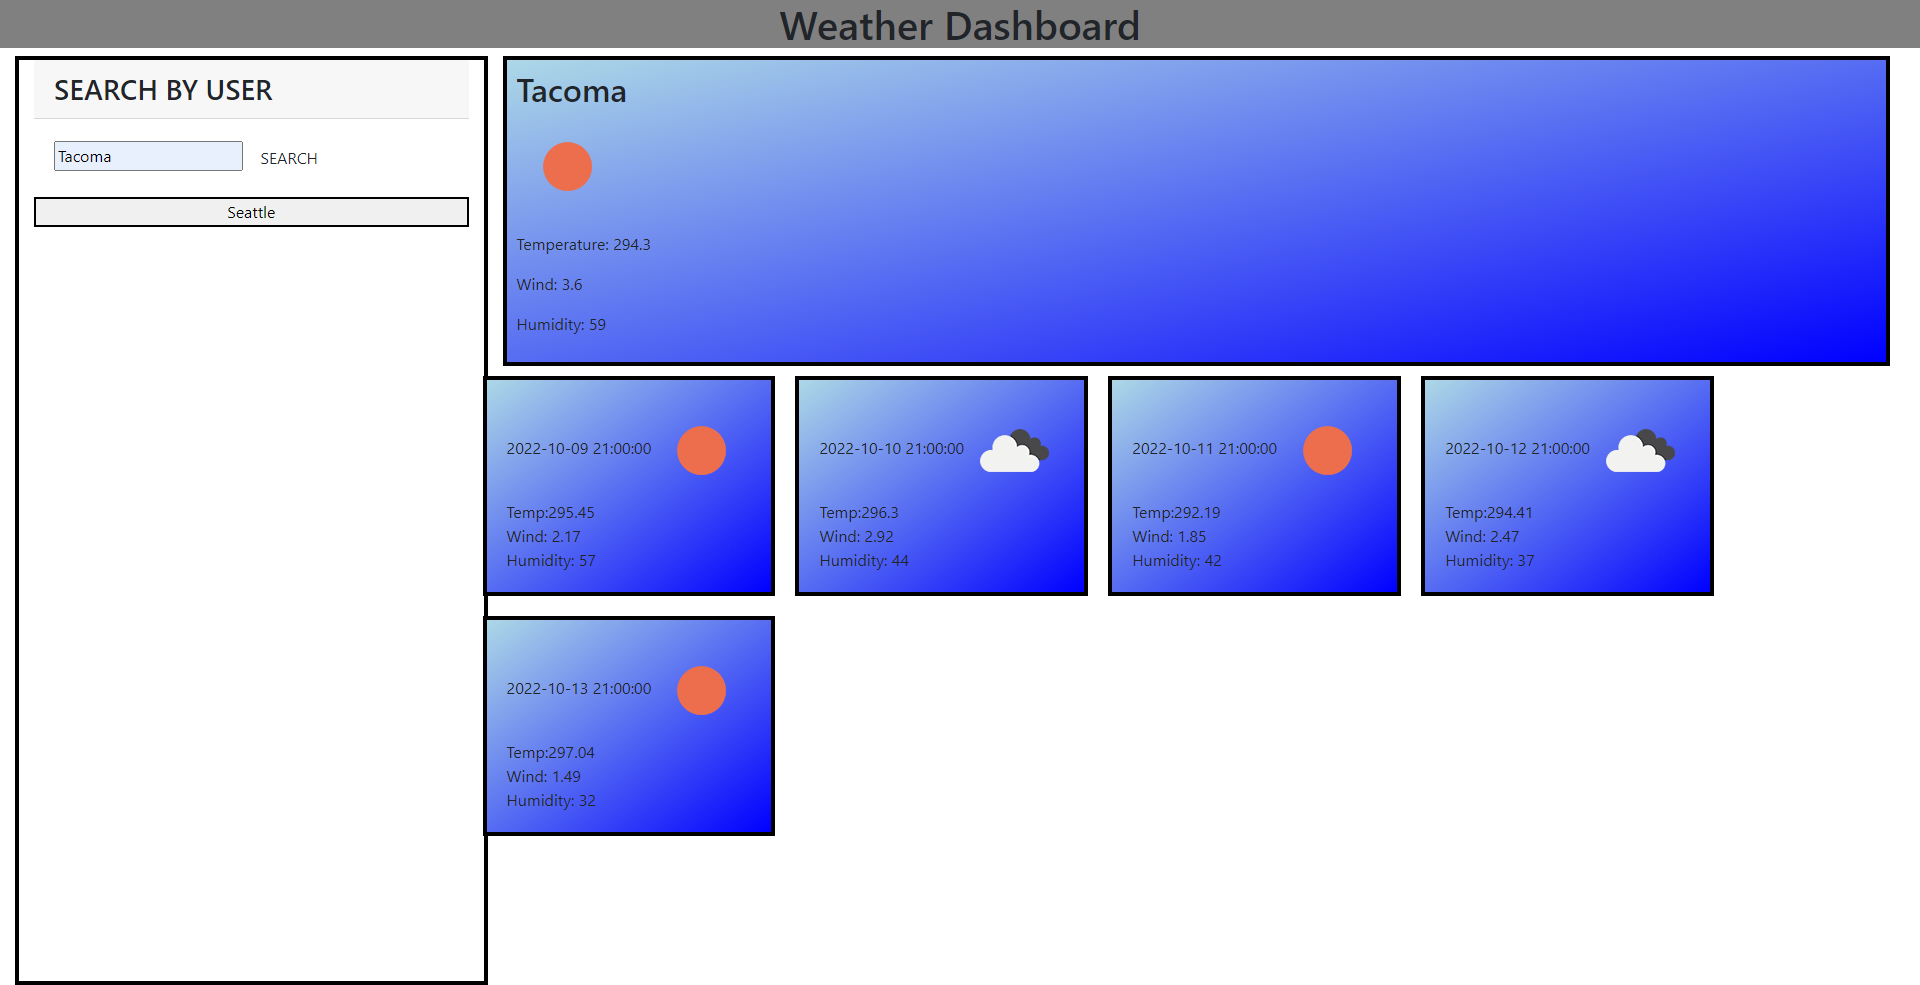 Weather Dashboard
SEARCH BY USER
Tacoma
SEARCH
Seattle
Tacoma
Temperature: 294.3
Wind: 3.6
Humidity: 59
2022-10-09 21:00:00
Temp:295.45
Wind: 2.17
Humidity: 57
2022-10-10 21:00:00
Temp:296.3
Wind: 2.92
Humidity: 44
2022-10-11 21:00:00
Temp:292.19
Wind: 1.85
Humidity: 42
2022-10-12 21:00:00
Temp:294.41
Wind: 2.47
Humidity: 37
2022-10-13 21:00:00
Temp:297.04
Wind: 1.49
Humidity: 32